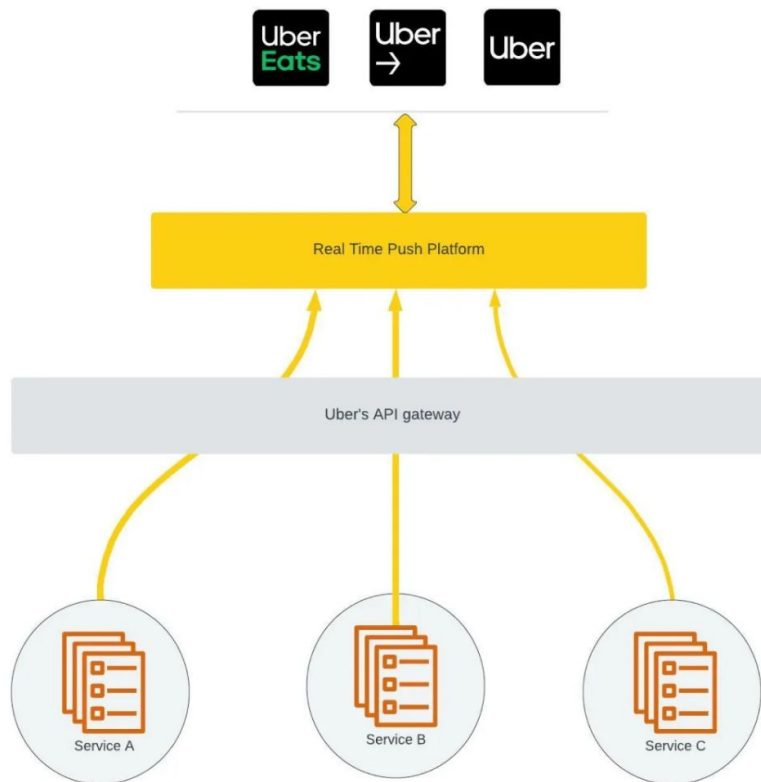 Uber
Eats
Uber
→
Uber
Real Time Push Platform
Uber's API gateway
Service A
Service B
Service C